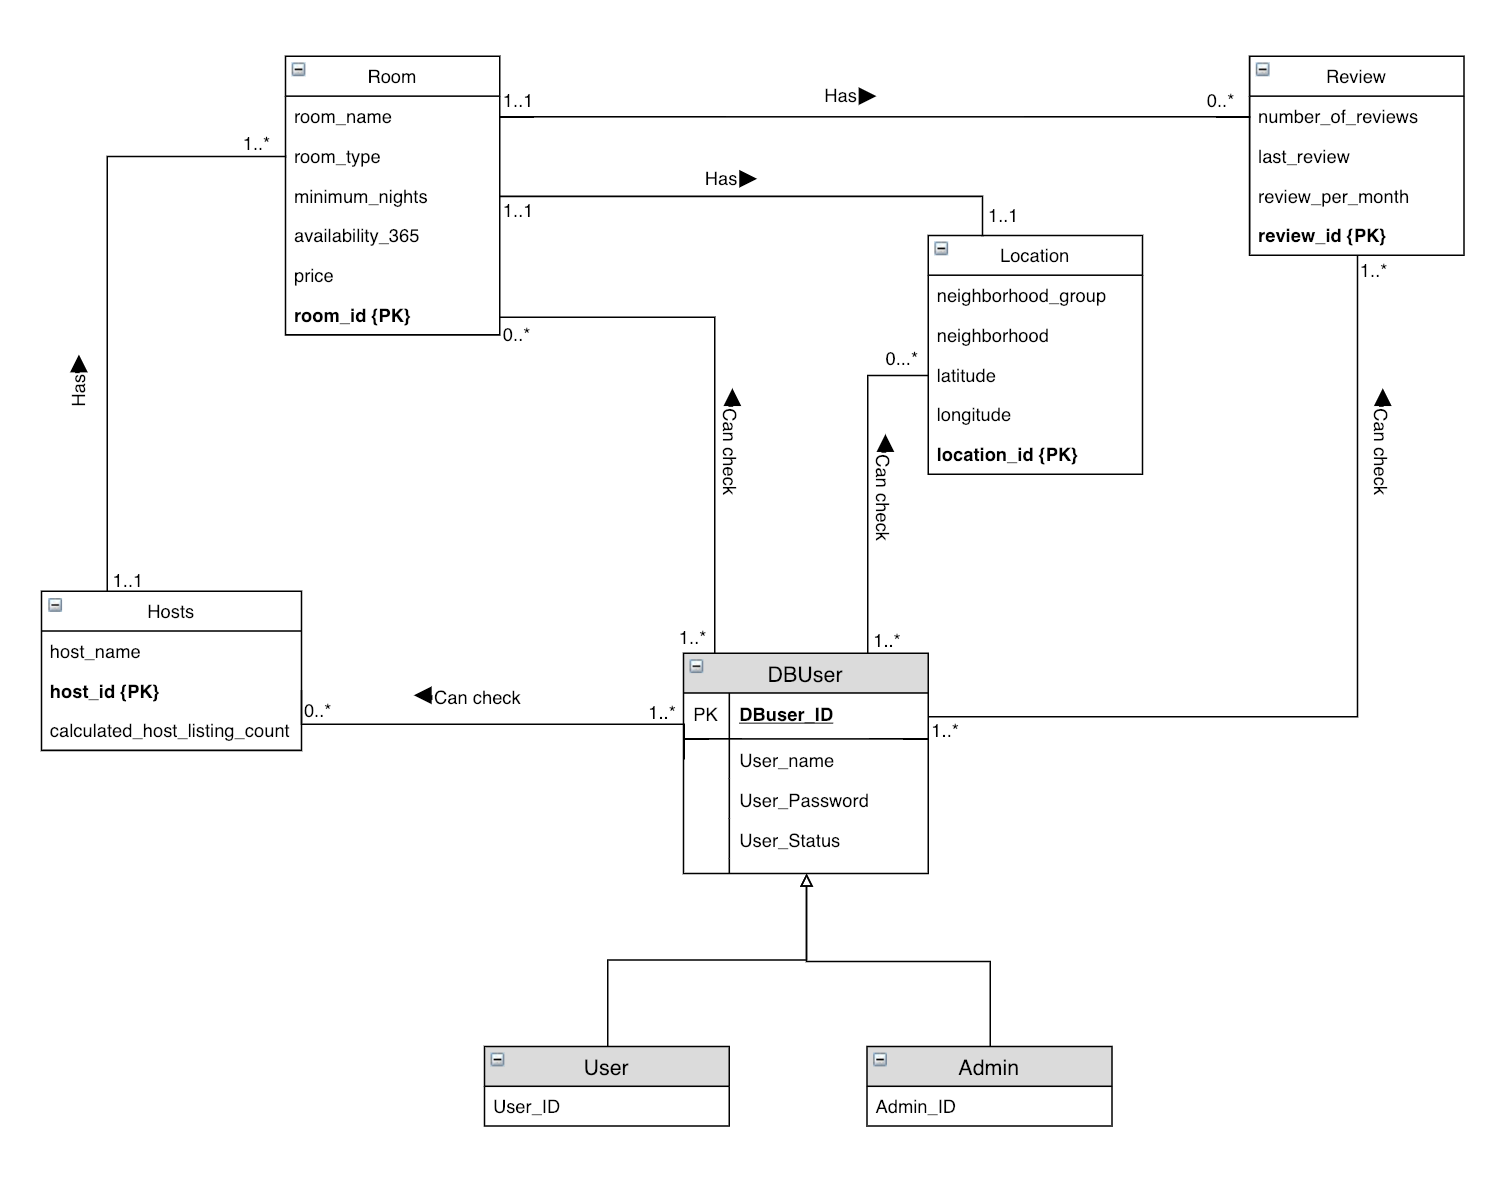 Room
room_name
room_type
minimum_nights
availability_365
price
room_id {PK}
1..1
Has
0..*
Review
number_of_reviews
last_review
review_per_month
review_id {PK}
1..*
1..*
1..1
Has
1..1
Location
neighborhood_group
neighborhood
latitude
longitude
location_id {PK}
0..*
0...*
Has
Can check
Can check
Can check
1..1
Hosts
host_name
host_id {PK}
calculated_host_listing_count
0..*
Can check
1..*
1..*
1..*
DBUser
PK DBuser_ID
User_name
User_Password
User_Status
1..*
User
User_ID
Admin
Admin_ID